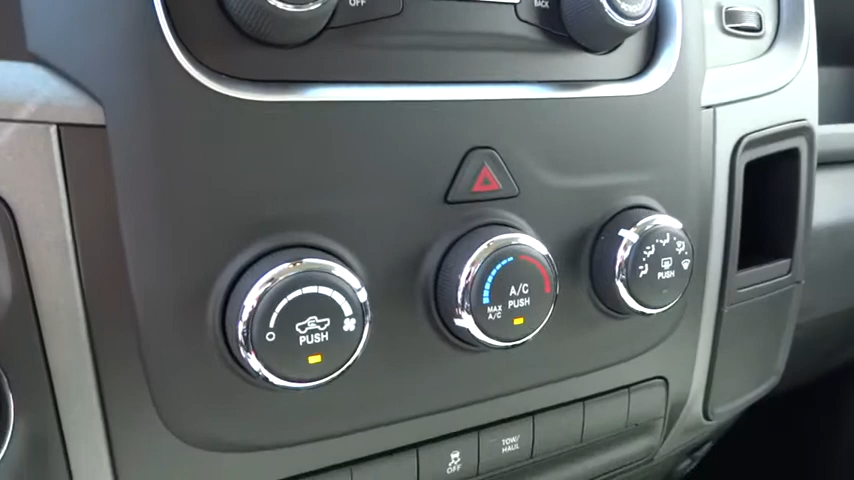 OFF
BACK
PUSH
MAX
A/C
A/C
PUSH
PUSH
OFF
TOW/
HAUL